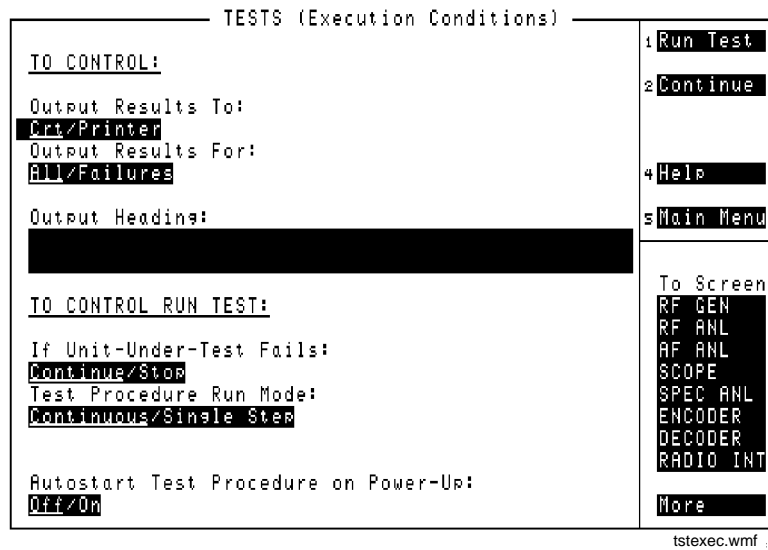 TESTS (Execution Conditions)
TO CONTROL:
Output Results To:
Crt/Printer
Output Results For:
All/Failures
Output Heading:
TO CONTROL RUN TEST:
If Unit-Under-Test Fails:
Continue/Stop
Test Procedure Run Mode:
Continuous/Single Step
Autostart Test Procedure on Power-Up:
Off/On
1 Run Test
2 Continue
4 Help
5 Main Menu
To Screen
RF GEN
RF ANL
AF ANL
SCOPE
SPEC ANL
ENCODER
DECODER
RADIO INT
More
tstexec.wmf